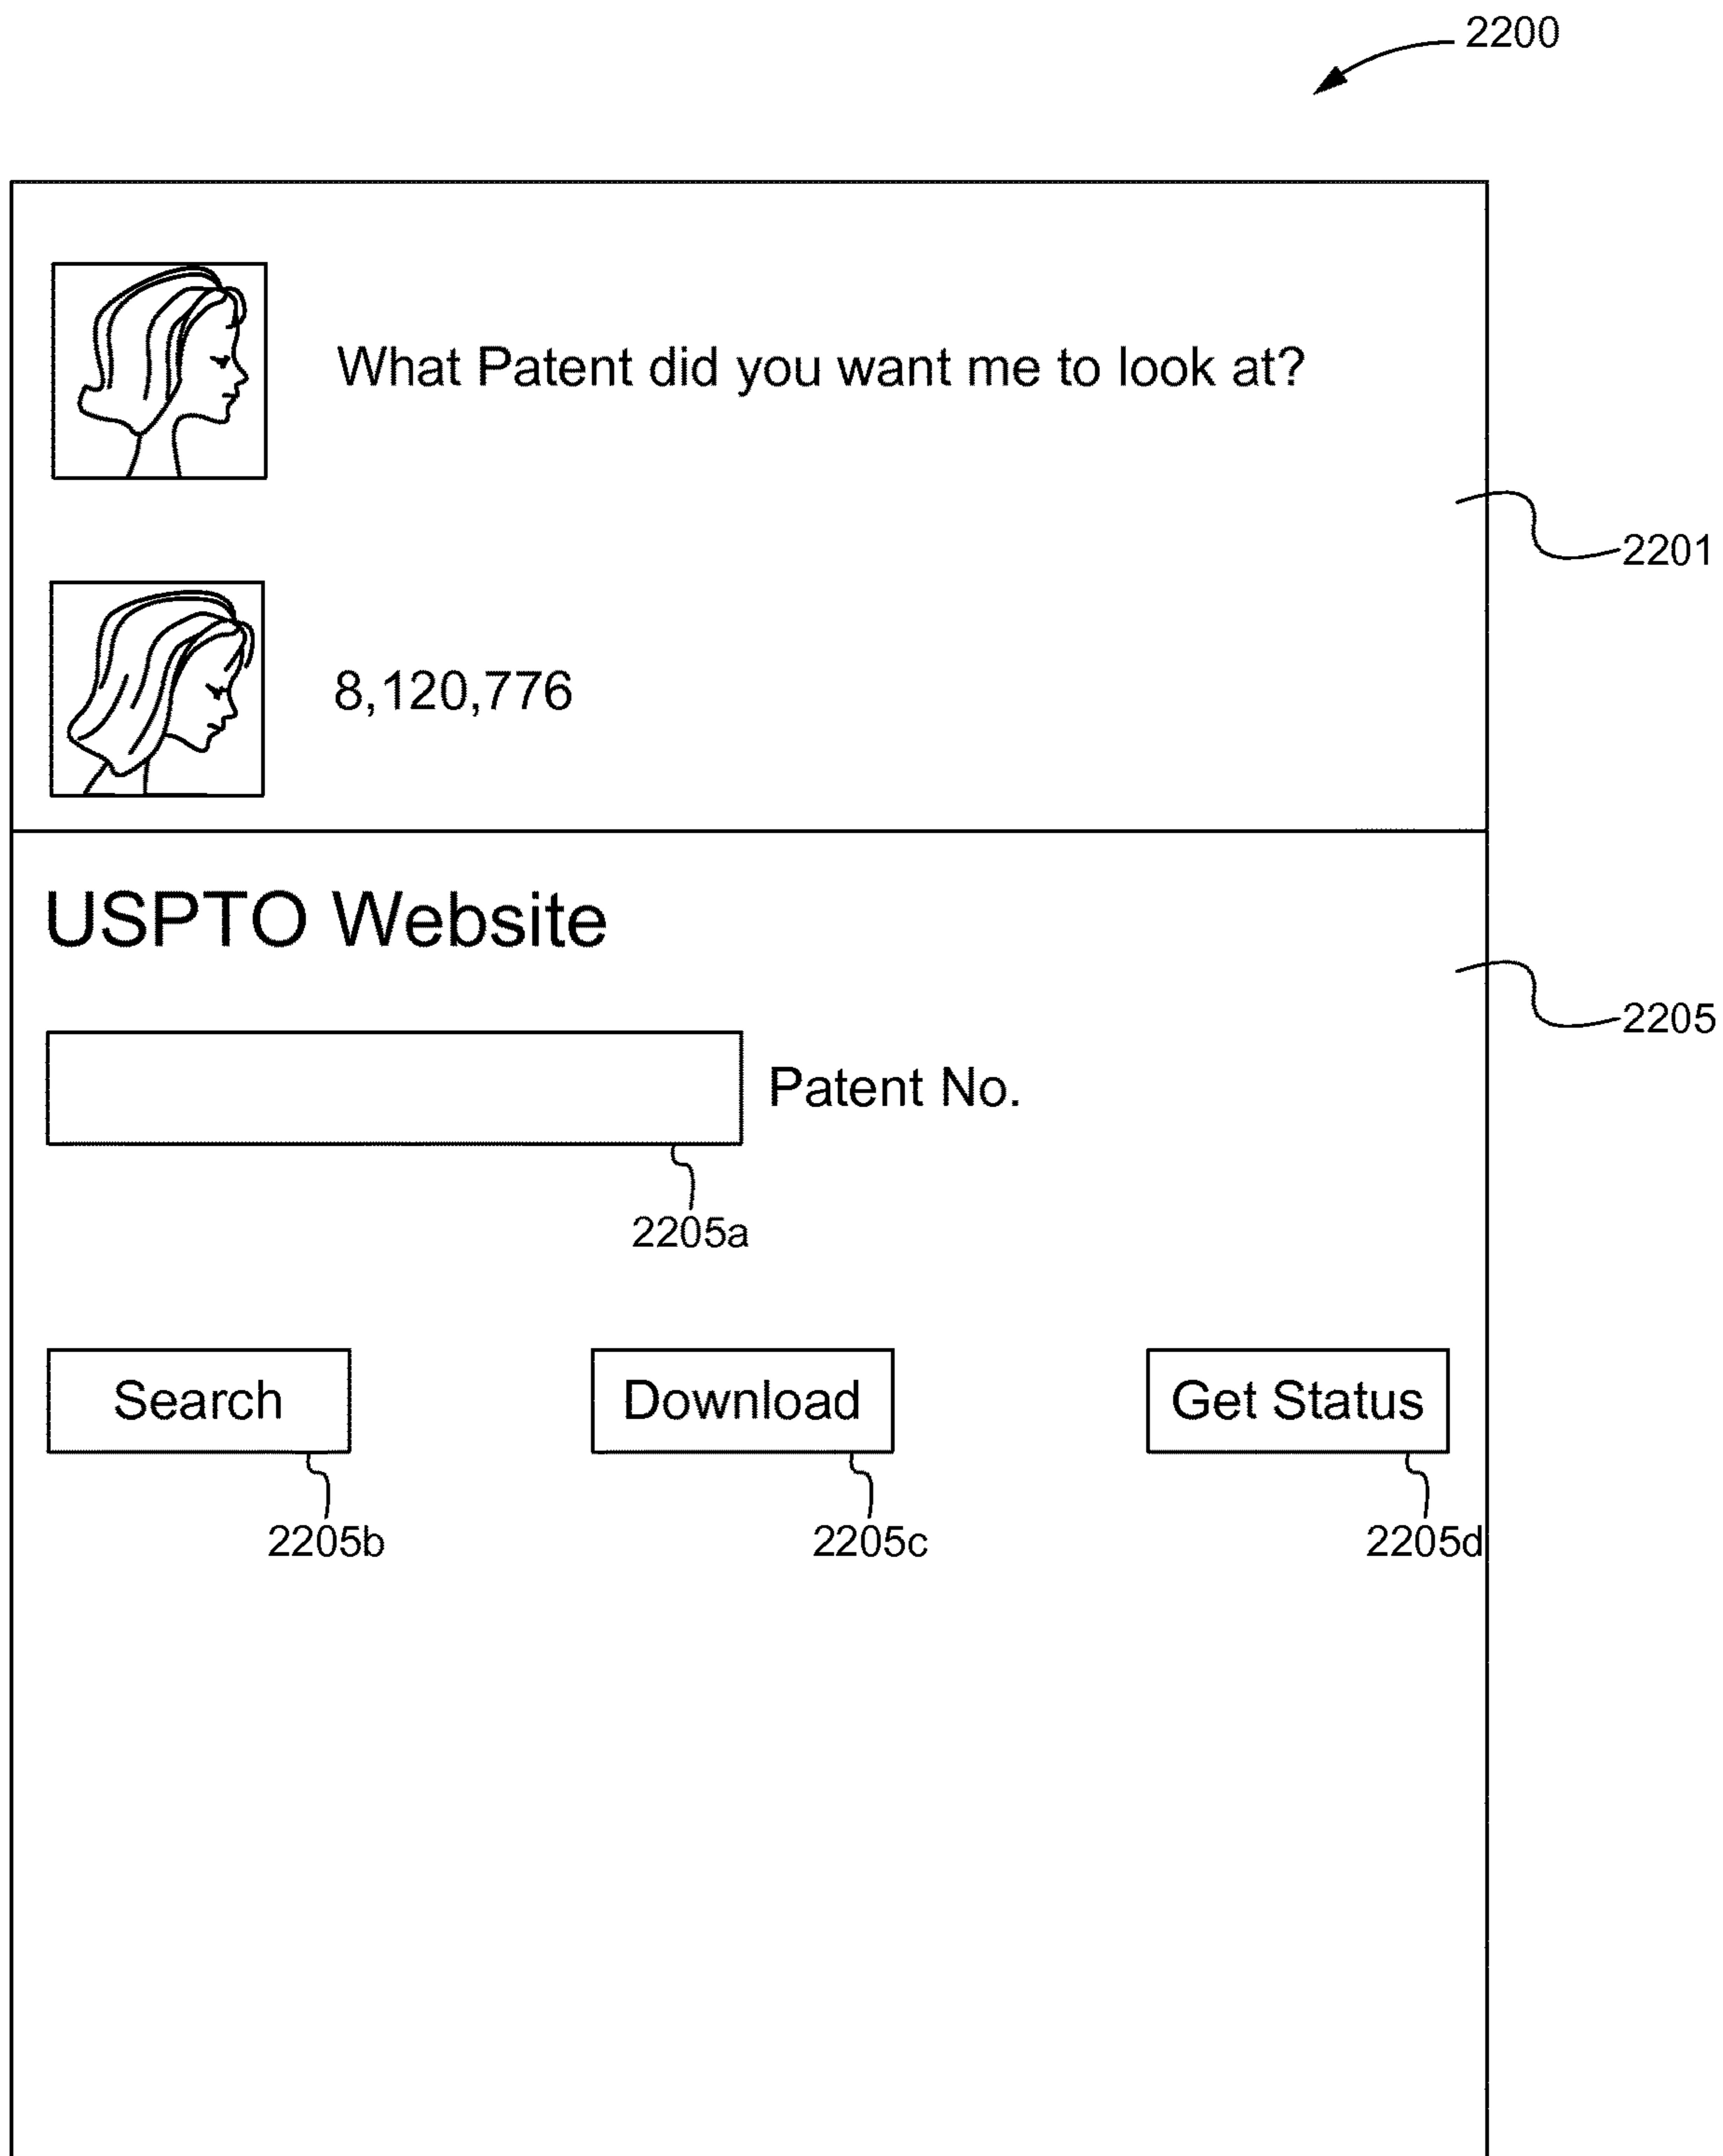 2200
What Patent did you want me to look at?
2201
8,120,776
USPTO Website
2205
Patent No.
2205a
Search
Download
Get Status
2205b
2205c
2205d